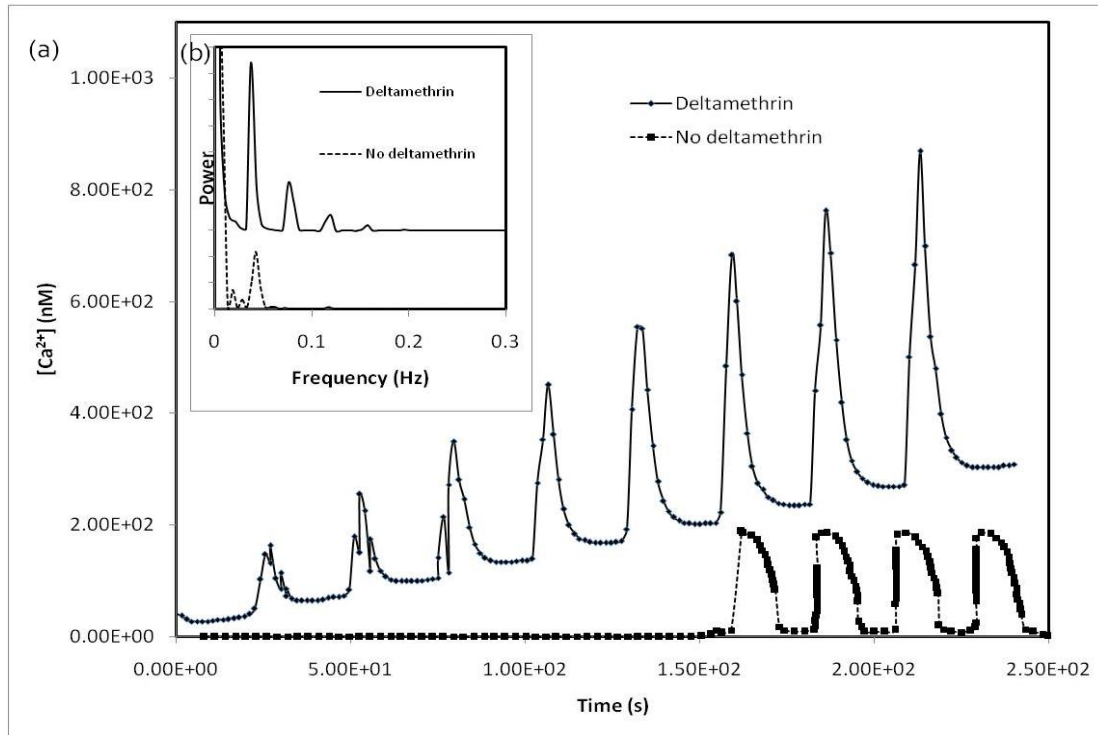 (a)
(b)
Deltamethrin
No deltamethrin
Power
0
0.1
0.2
0.3
Frequency (Hz)
Deltamethrin
No deltamethrin
1.00E+03
8.00E+02
6.00E+02
4.00E+02
2.00E+02
0.00E+00
[Ca²⁺] (nM)
0.00E+00
5.00E+01
1.00E+02
1.50E+02
2.00E+02
2.50E+02
Time (s)